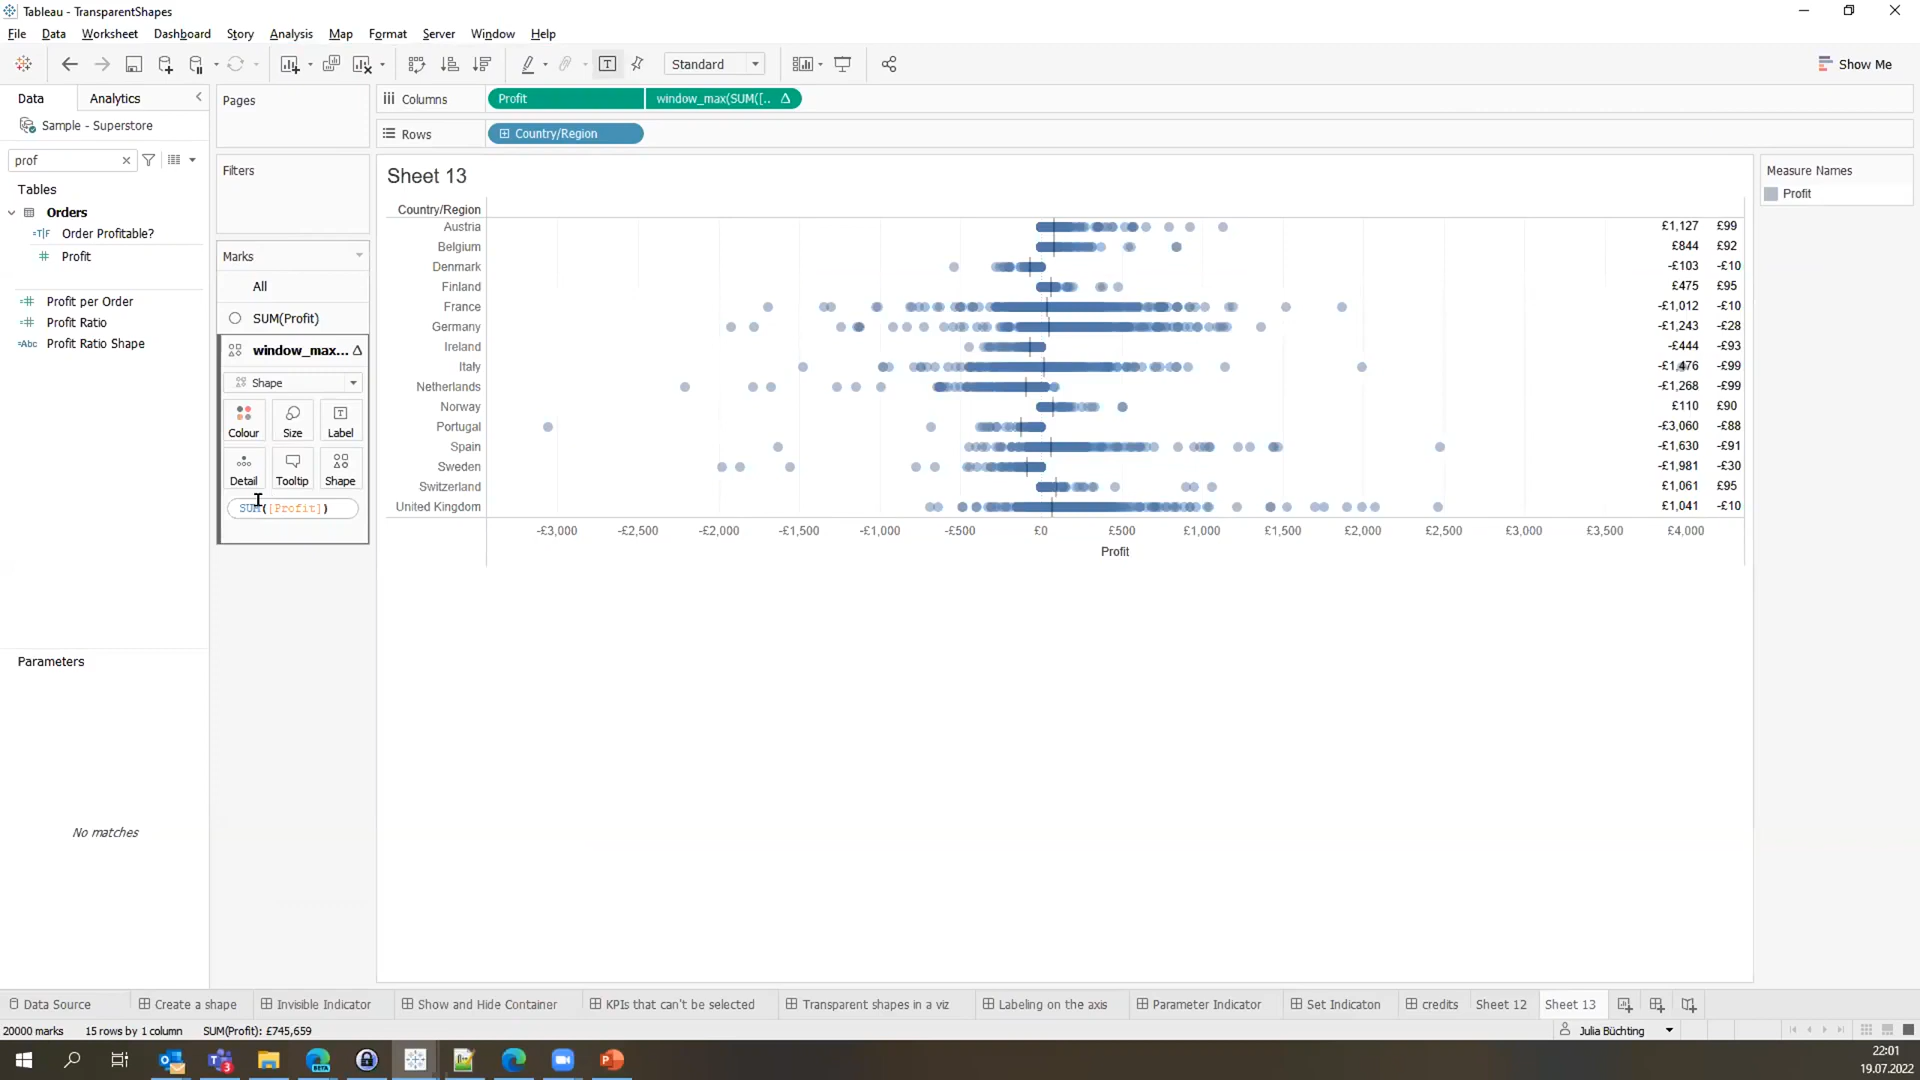 Tableau - TransparentShapes
File Data Worksheet Dashboard Story Analysis Map Format Server Window Help
Standard
Show Me
Data Analytics
Sample - Superstore
prof
Tables
Orders
=T|F Order Profitable?
# Profit
=# Profit per Order
=# Profit Ratio
=Abc Profit Ratio Shape
Parameters
No matches
Pages
Filters
Marks
All
SUM(Profit)
window_max... Δ
Shape
Colour Size Label
Detail Tooltip Shape
SUM([Profit])
Columns Profit window_max(SUM([.. Δ
Rows Country/Region
Sheet 13
Country/Region
Austria £1,127 £99
Belgium £844 £92
Denmark -£103 -£10
Finland £475 £95
France -£1,012 -£10
Germany -£1,243 -£28
Ireland -£444 -£93
Italy -£1,476 -£99
Netherlands -£1,268 -£99
Norway £110 £90
Portugal -£3,060 -£88
Spain -£1,630 -£91
Sweden -£1,981 -£30
Switzerland £1,061 £95
United Kingdom £1,041 -£10
-£3,000 -£2,500 -£2,000 -£1,500 -£1,000 -£500 £0 £500 £1,000 £1,500 £2,000 £2,500 £3,000 £3,500 £4,000
Profit
Measure Names
Profit
Data Source Create a shape Invisible Indicator Show and Hide Container KPIs that can't be selected Transparent shapes in a viz Labeling on the axis Parameter Indicator Set Indicaton credits Sheet 12 Sheet 13
20000 marks 15 rows by 1 column SUM(Profit): £745,659 Julia Büchting
BETA
3
22:01
19.07.2022